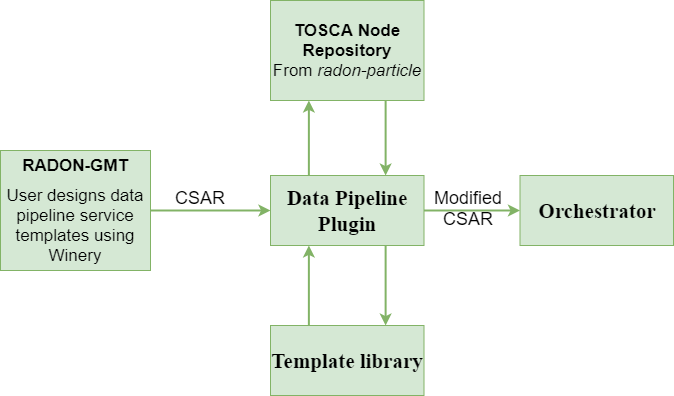 TOSCA Node
Repository
From radon-particle
RADON-GMT
User designs data
pipeline service
templates using
Winery
CSAR
Data Pipeline
Plugin
Modified
CSAR
Orchestrator
Template library